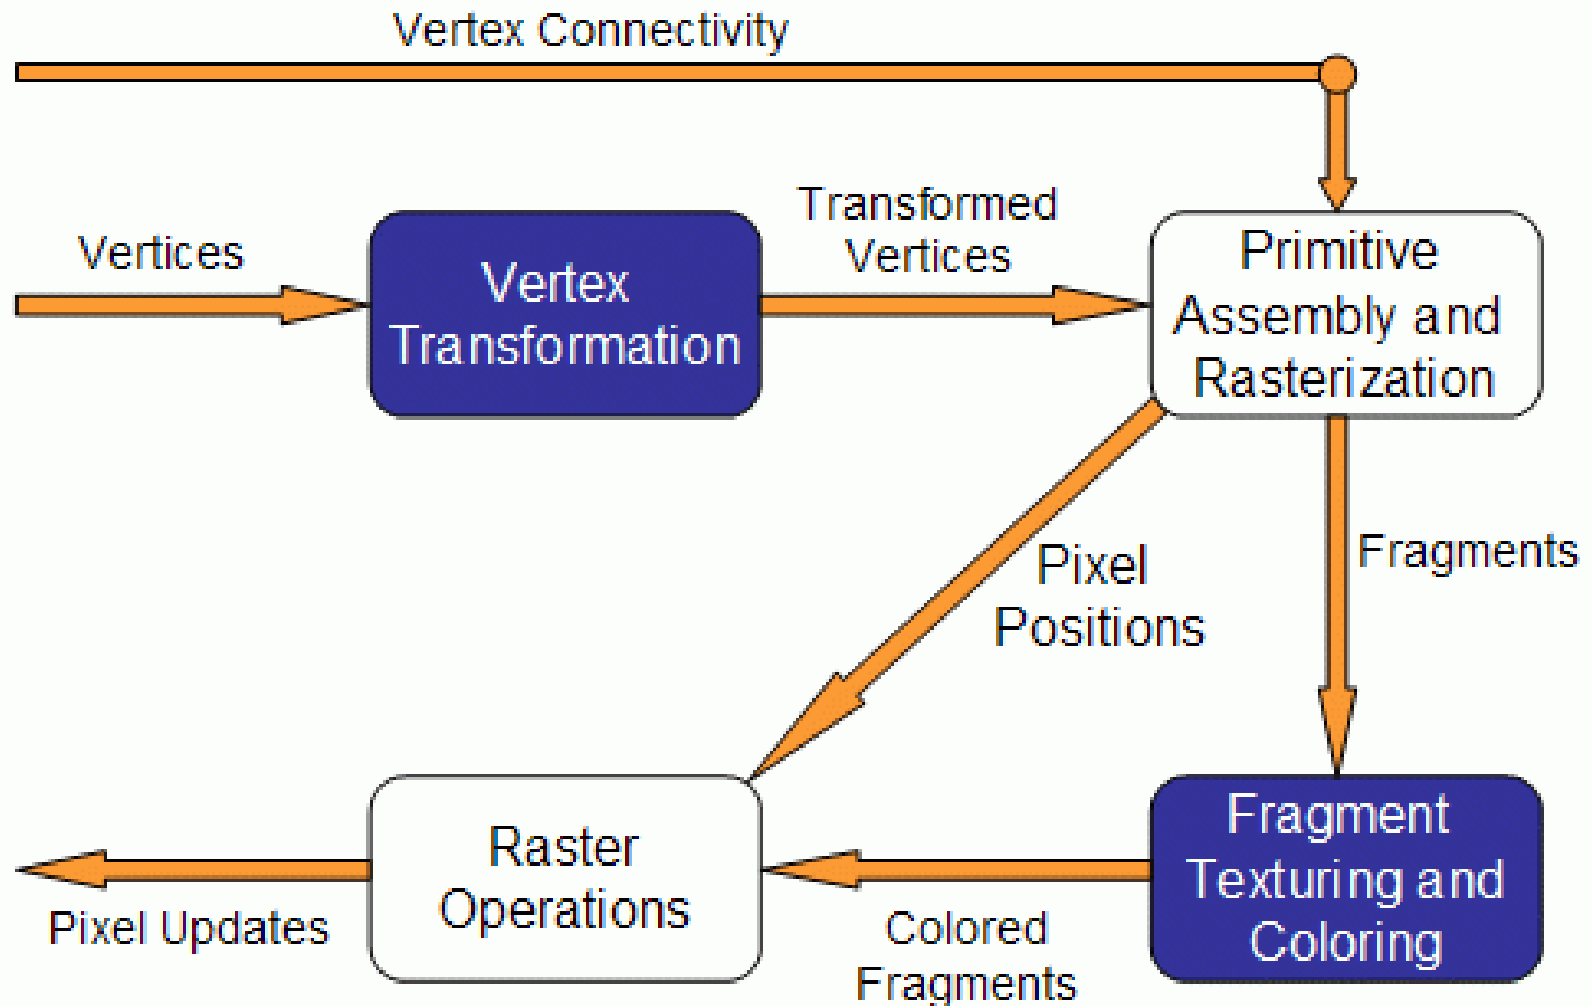 Vertex Connectivity
Vertices
Vertex
Transformation
Transformed
Vertices
Primitive
Assembly and
Rasterization
Pixel
Positions
Fragments
Fragment
Texturing and
Coloring
Colored
Fragments
Raster
Operations
Pixel Updates